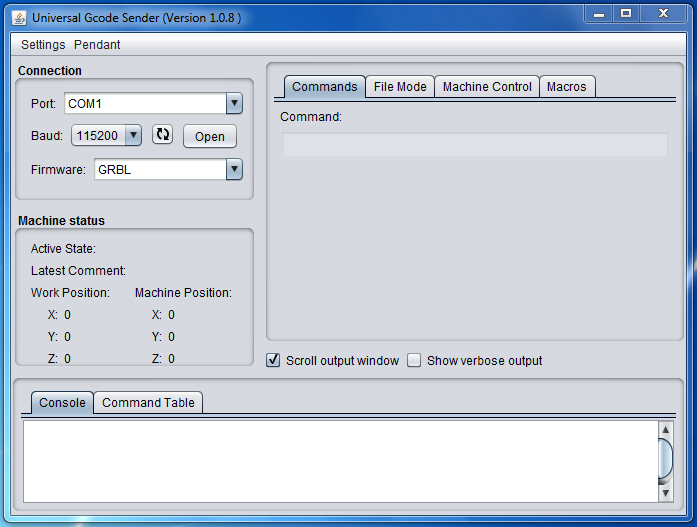 Universal Gcode Sender (Version 1.0.8 )
Settings Pendant
Connection
Port: COM1
Baud: 115200 Open
Firmware: GRBL
Machine status
Active State:
Latest Comment:
Work Position: Machine Position:
X: 0 X: 0
Y: 0 Y: 0
Z: 0 Z: 0
Commands File Mode Machine Control Macros
Command:
Scroll output window Show verbose output
Console Command Table